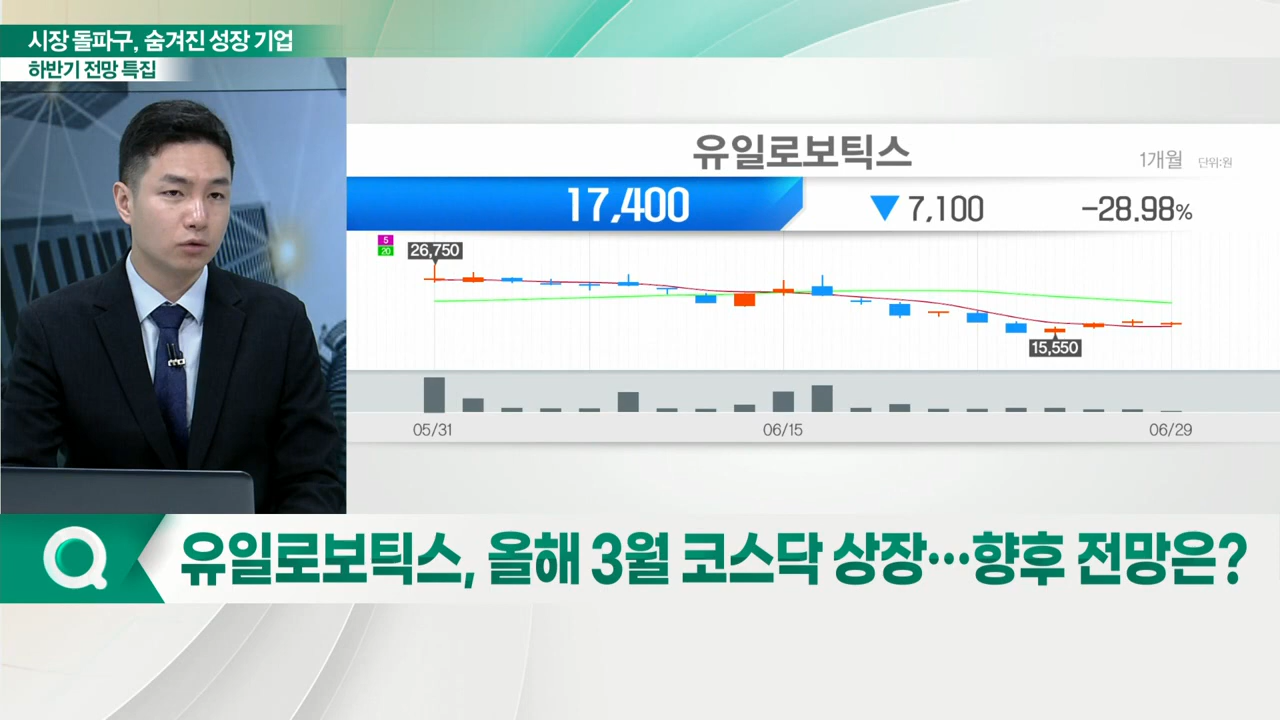 시장 돌파구, 숨겨진 성장 기업
하반기 전망 특집
유일로보틱스
1개월 단위:원
17,400 ▼ 7,100 -28.98%
5
20
26,750
15,550
05/31 06/15 06/29
Q 유일로보틱스, 올해 3월 코스닥 상장…향후 전망은?